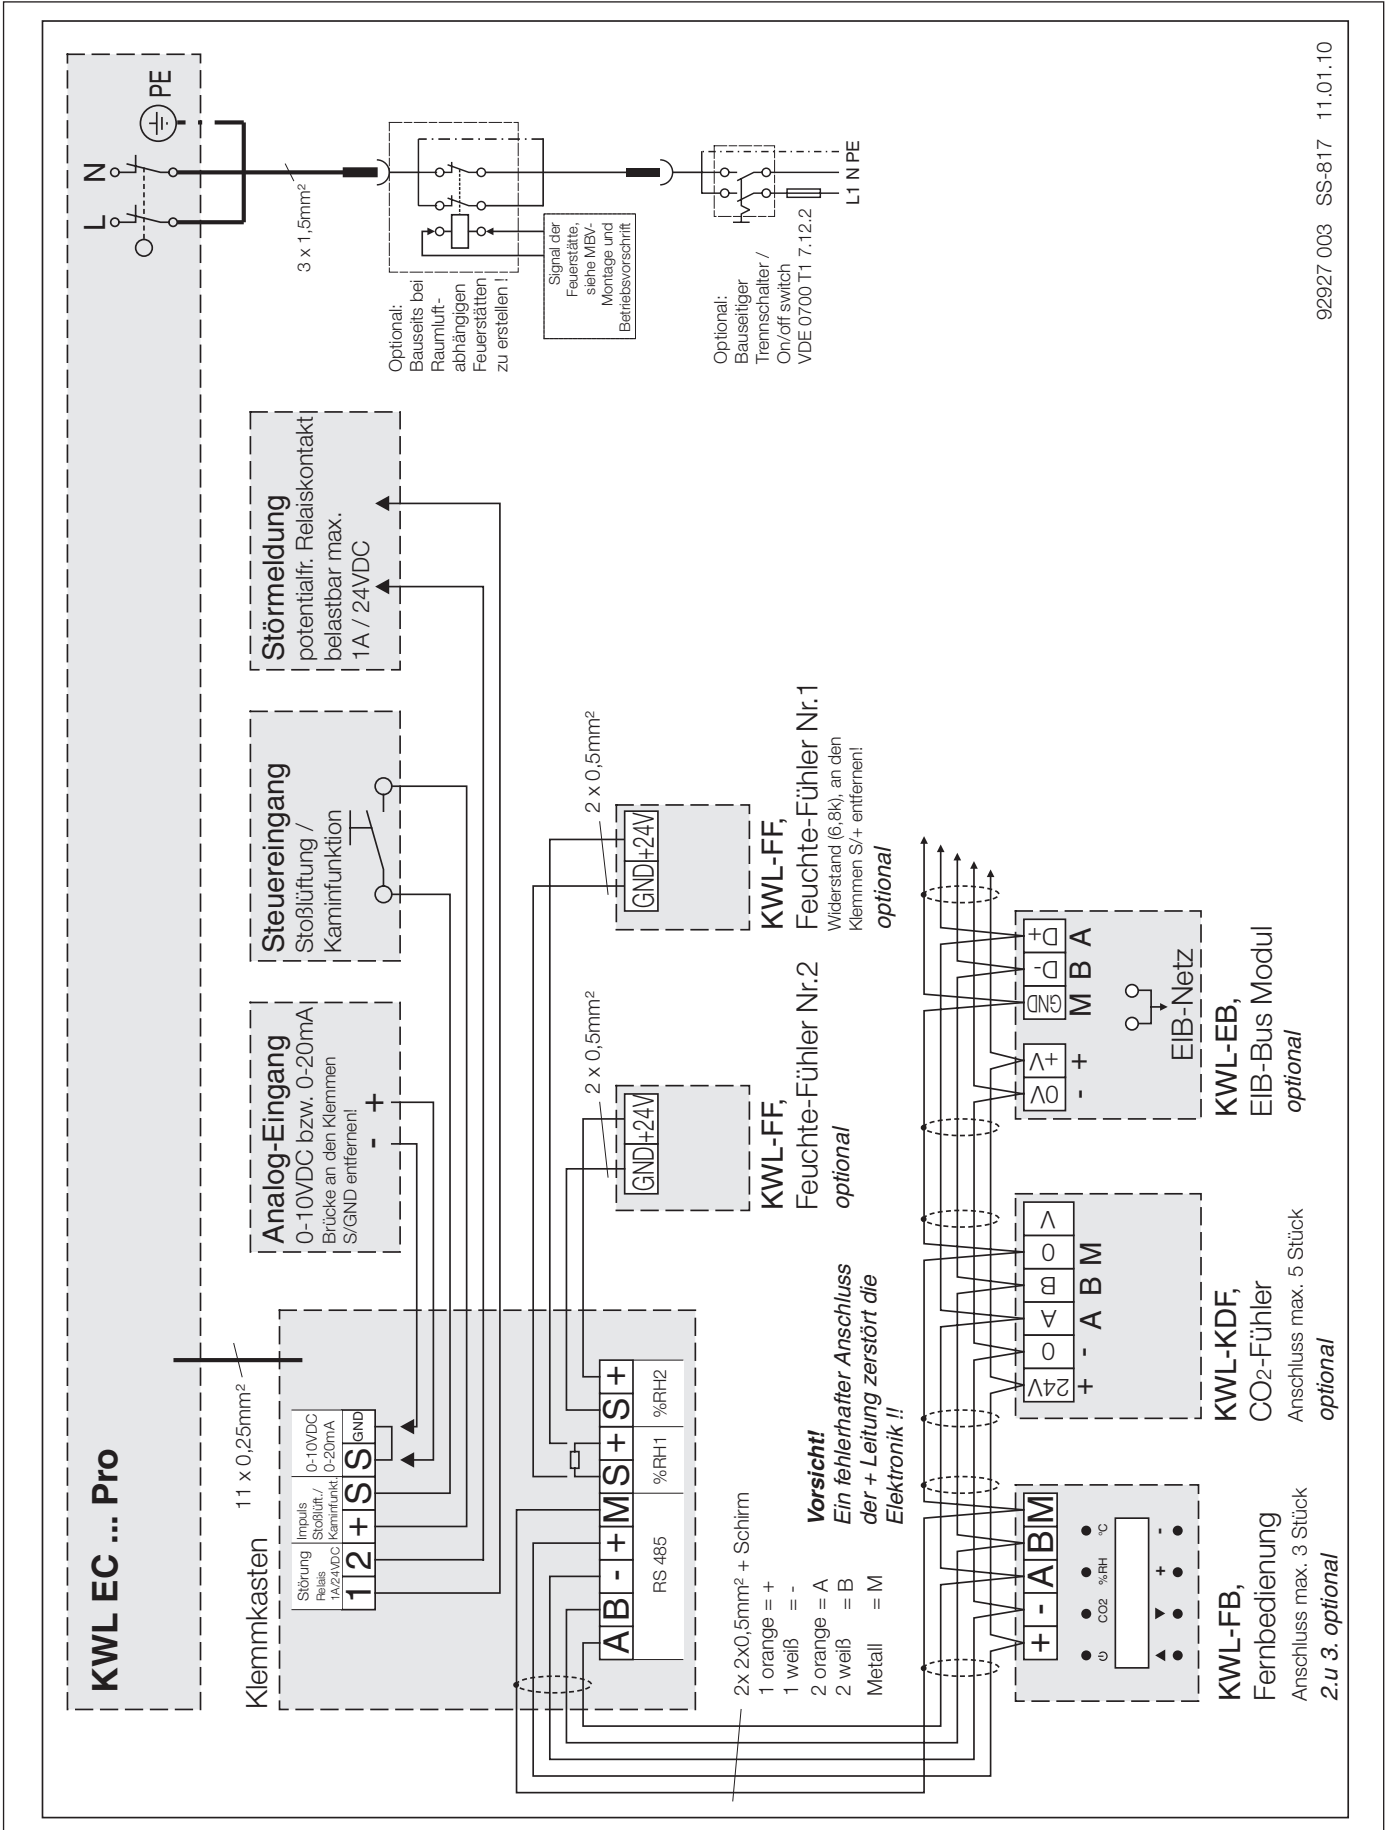 KWL EC ... Pro
L
N
PE
3 x 1,5mm²
Optional:
Bauseits bei
Raumluft-
abhängigen
Feuerstätten
zu erstellen !
Signal der
Feuerstätte,
siehe MBV-
Montage und
Betriebsvorschrift
Optional:
Bauseitiger
Trennschalter /
On/off switch
VDE 0700 T1 7.12.2
L1 N PE
11 x 0,25mm²
Klemmkasten
Störung
Relais
1A/24VDC
Impuls
Stoßlüft./
Kaminfunkt.
0-10VDC
0-20mA
1 2 + S S GND
Analog-Eingang
0-10VDC bzw. 0-20mA
Brücke an den Klemmen
S/GND entfernen!
- +
Steuereingang
Stoßlüftung /
Kaminfunktion
Störmeldung
potentialfr. Relaiskontakt
belastbar max.
1A / 24VDC
A B - + M S + S +
RS 485
%RH1
%RH2
2 x 0,5mm²
GND +24V
KWL-FF,
Feuchte-Fühler Nr.2
optional
2 x 0,5mm²
GND +24V
KWL-FF,
Feuchte-Fühler Nr.1
Widerstand (6,8k), an den
Klemmen S/+ entfernen!
optional
2x 2x0,5mm² + Schirm
1 orange = +
1 weiß = -
2 orange = A
2 weiß = B
Metall = M
Vorsicht!
Ein fehlerhafter Anschluss
der + Leitung zerstört die
Elektronik !!
+ - A B M
CO2 %RH °C
▲ ▼ + -
KWL-FB,
Fernbedienung
Anschluss max. 3 Stück
2.u 3. optional
24V 0 A B 0 V
+ - A B M
KWL-KDF,
CO2-Fühler
Anschluss max. 5 Stück
optional
0V +V GND D- D+
- + M B A
EIB-Netz
KWL-EB,
EIB-Bus Modul
optional
92927 003 SS-817 11.01.10